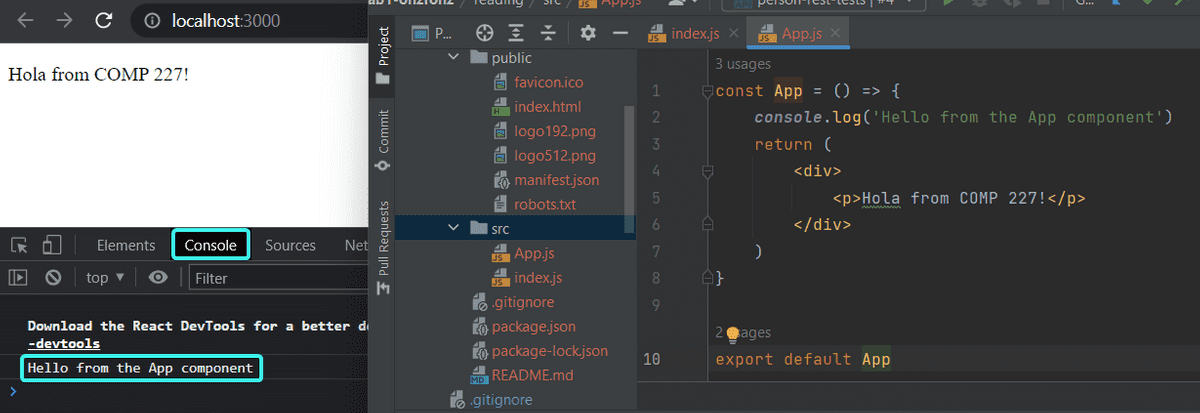 localhost:3000
Hola from COMP 227!
Elements
Console
Sources
top
Filter
Download the React DevTools for a better
-devtools
Hello from the App component
>
Project
Commit
Pull Requests
reading
src
App.js
person-rest-tests | #4
P...
index.js
App.js
public
favicon.ico
index.html
logo192.png
logo512.png
manifest.json
robots.txt
src
App.js
index.js
.gitignore
package.json
package-lock.json
README.md
.gitignore
3 usages
1 const App = () => {
2 console.log('Hello from the App component')
3 return (
4 <div>
5 <p>Hola from COMP 227!</p>
6 </div>
7 )
8 }
9
2 usages
10 export default App